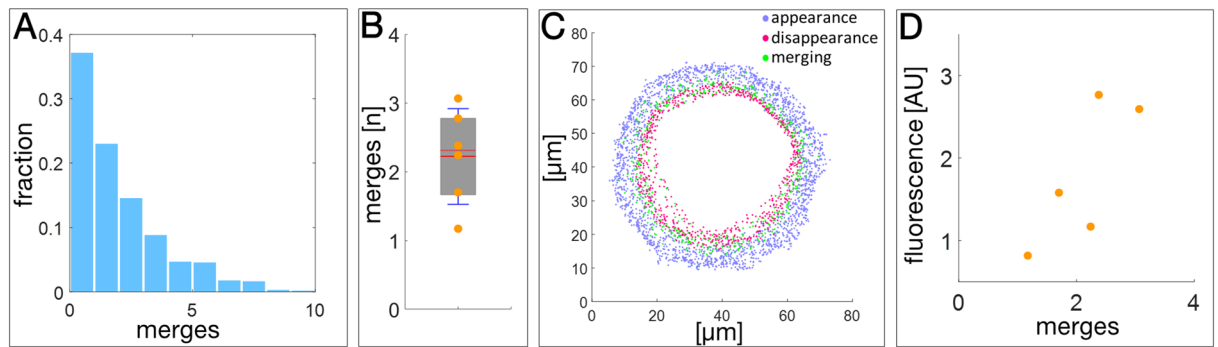 A
fraction
0.4
0.3
0.2
0.1
0
0
5
10
merges
B
merges [n]
4
3
2
1
0
C
appearance
disappearance
merging
[µm]
80
70
60
50
40
30
20
10
0
0
20
40
60
80
[µm]
D
fluorescence [AU]
3
2
1
0
2
4
merges